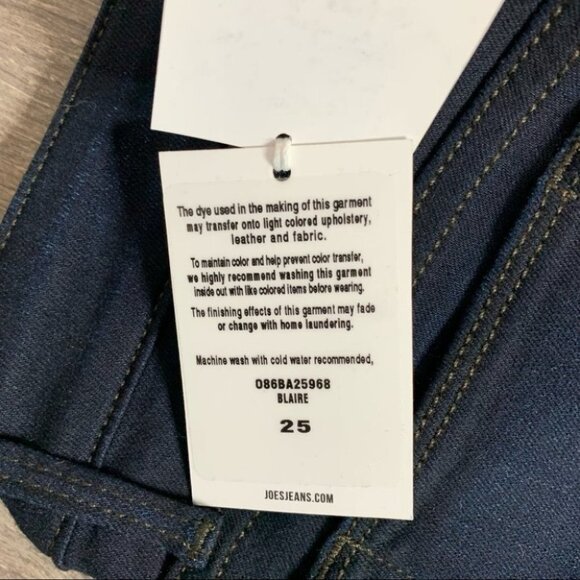 The dye used in the making of this garment
may transfer onto light colored upholstery,
leather and fabric.
To maintain color and help prevent color transfer,
we highly recommend washing this garment
inside out with like colored items before wearing.
The finishing effects of this garment may fade
or change with home laundering.
Machine wash with cold water recommended,
086BA25968
BLAIRE
25
JOESJEANS.COM